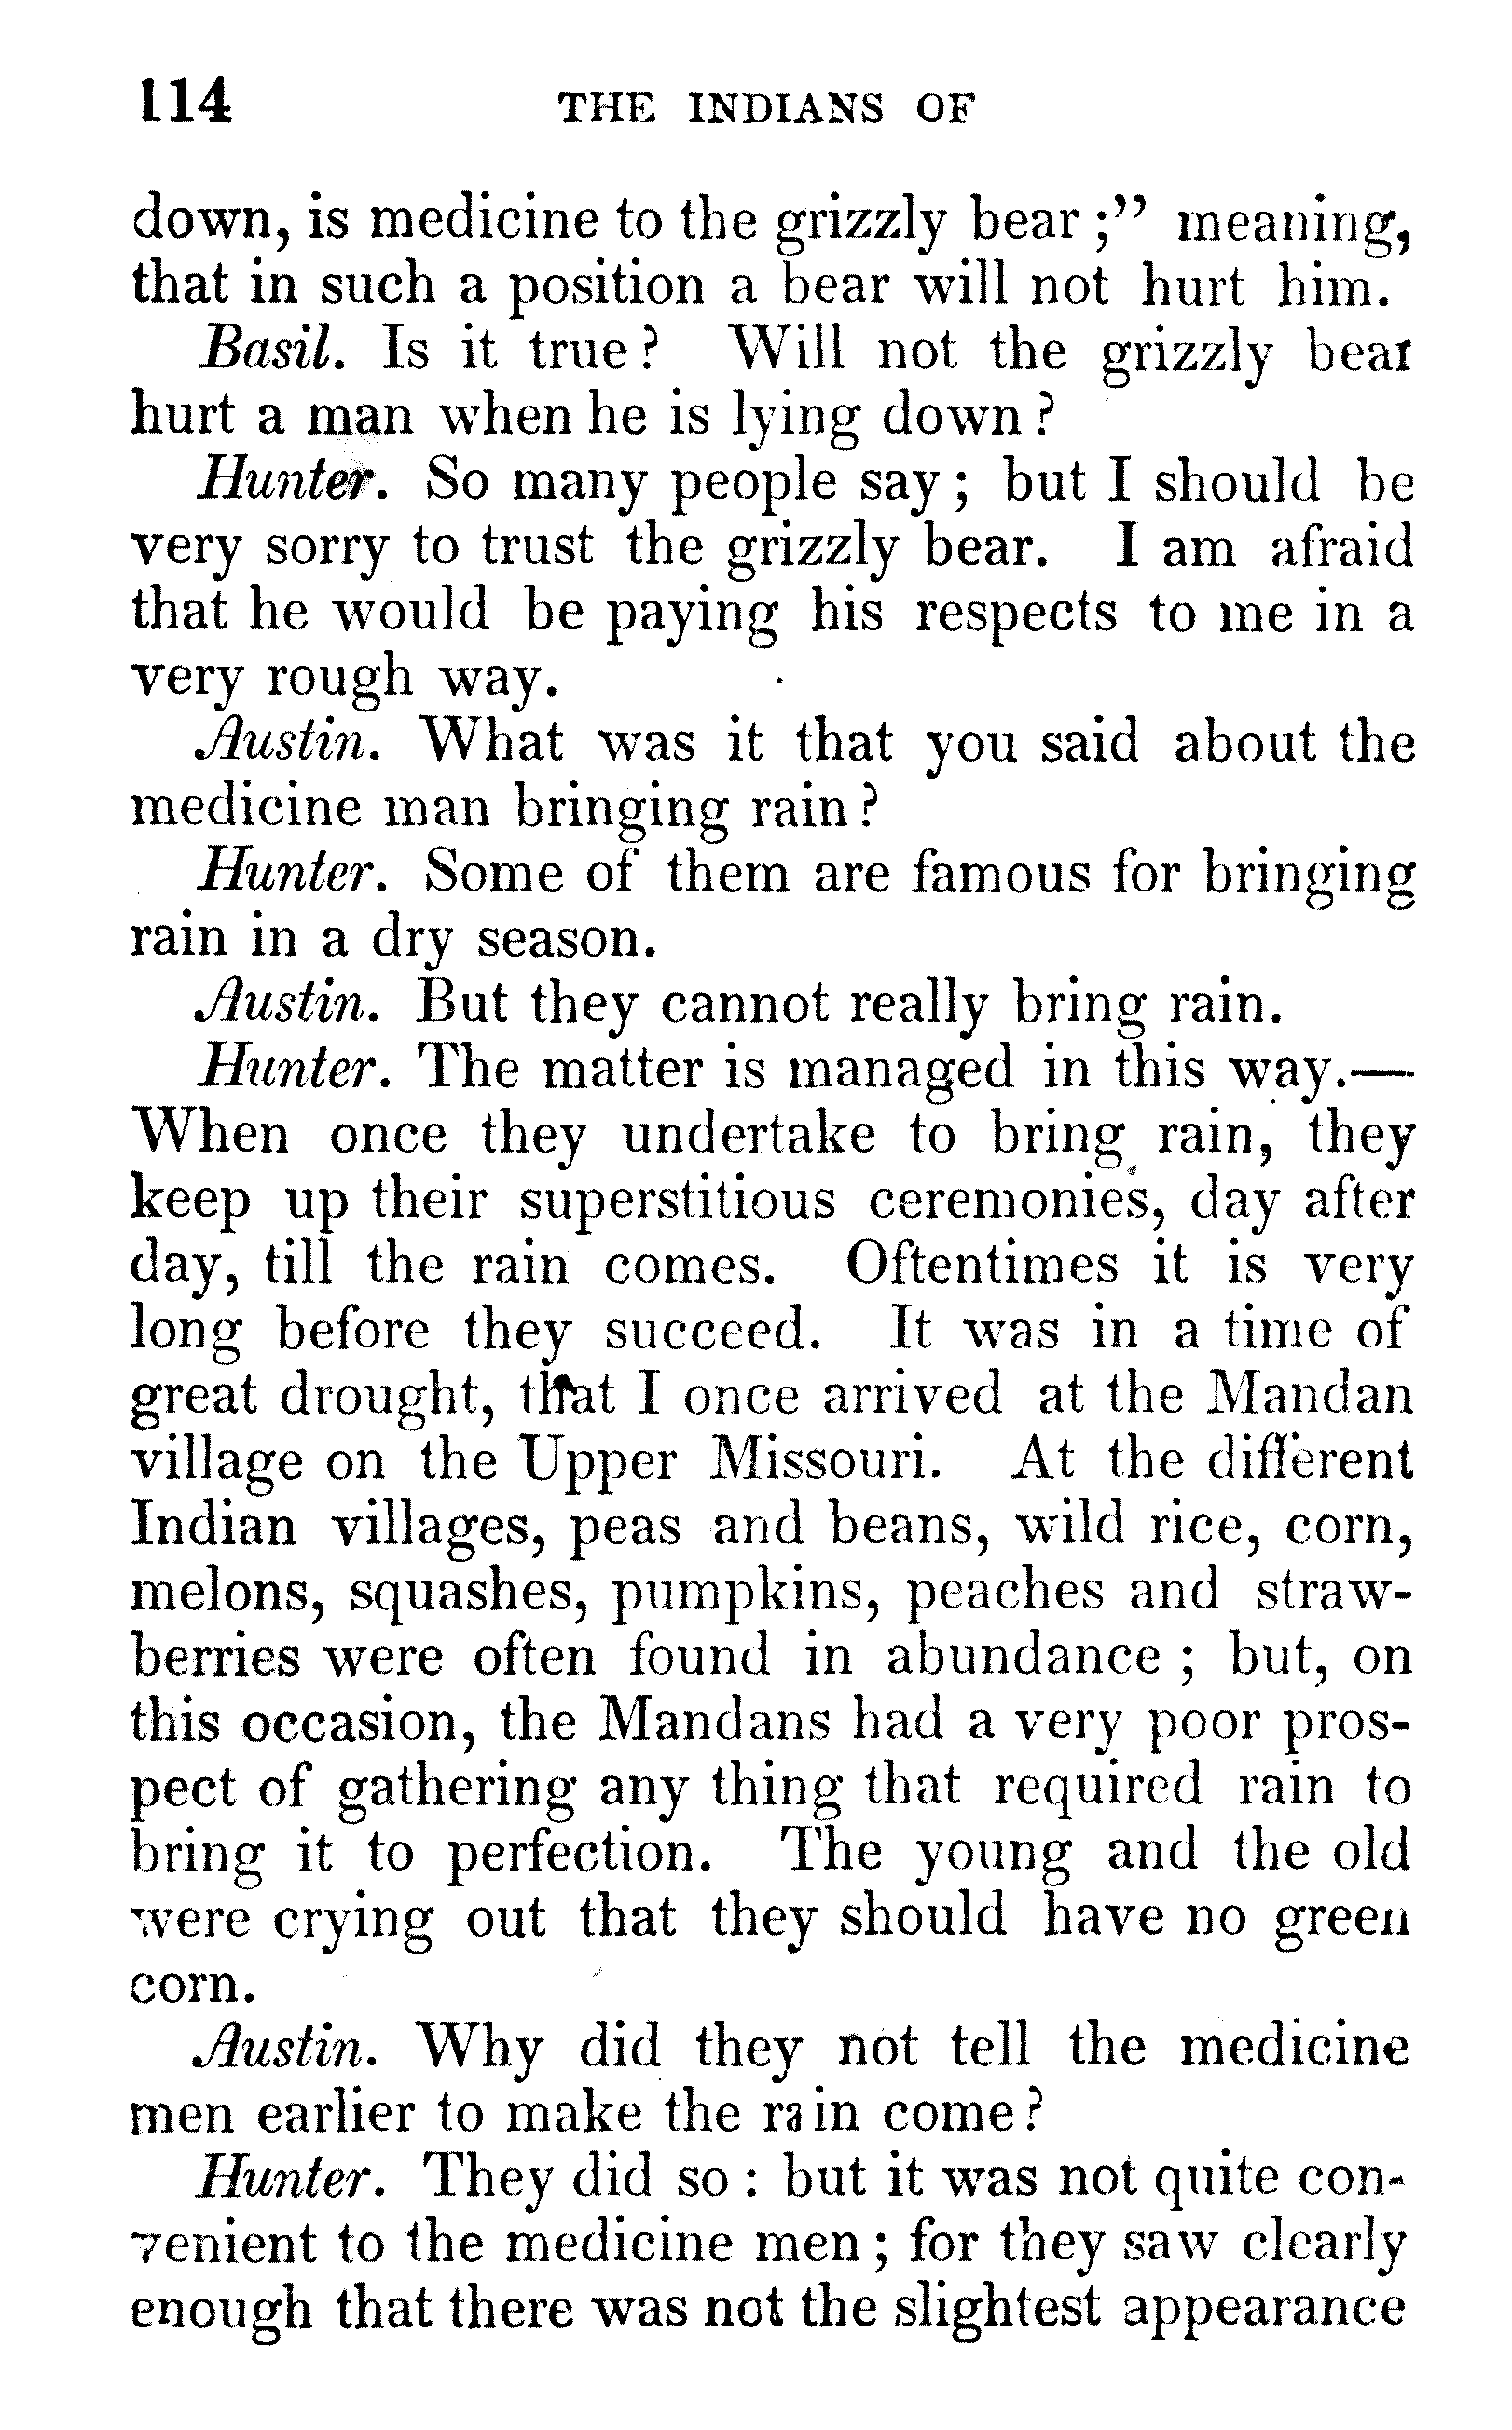 114 THE INDIANS OF
down, is medicine to the grizzly bear;" meaning,
that in such a position a bear will not hurt him.
Basil. Is it true? Will not the grizzly bear
hurt a man when he is lying down?
Hunter. So many people say; but I should be
very sorry to trust the grizzly bear. I am afraid
that he would be paying his respects to me in a
very rough way.
Austin. What was it that you said about the
medicine man bringing rain?
Hunter. Some of them are famous for bringing
rain in a dry season.
Austin. But they cannot really bring rain.
Hunter. The matter is managed in this way.—
When once they undertake to bring rain, they
keep up their superstitious ceremonies, day after
day, till the rain comes. Oftentimes it is very
long before they succeed. It was in a time of
great drought, that I once arrived at the Mandan
village on the Upper Missouri. At the different
Indian villages, peas and beans, wild rice, corn,
melons, squashes, pumpkins, peaches and straw-
berries were often found in abundance; but, on
this occasion, the Mandans had a very poor pros-
pect of gathering any thing that required rain to
bring it to perfection. The young and the old
were crying out that they should have no green
corn.
Austin. Why did they not tell the medicine
men earlier to make the rain come?
Hunter. They did so: but it was not quite con-
venient to the medicine men; for they saw clearly
enough that there was not the slightest appearance